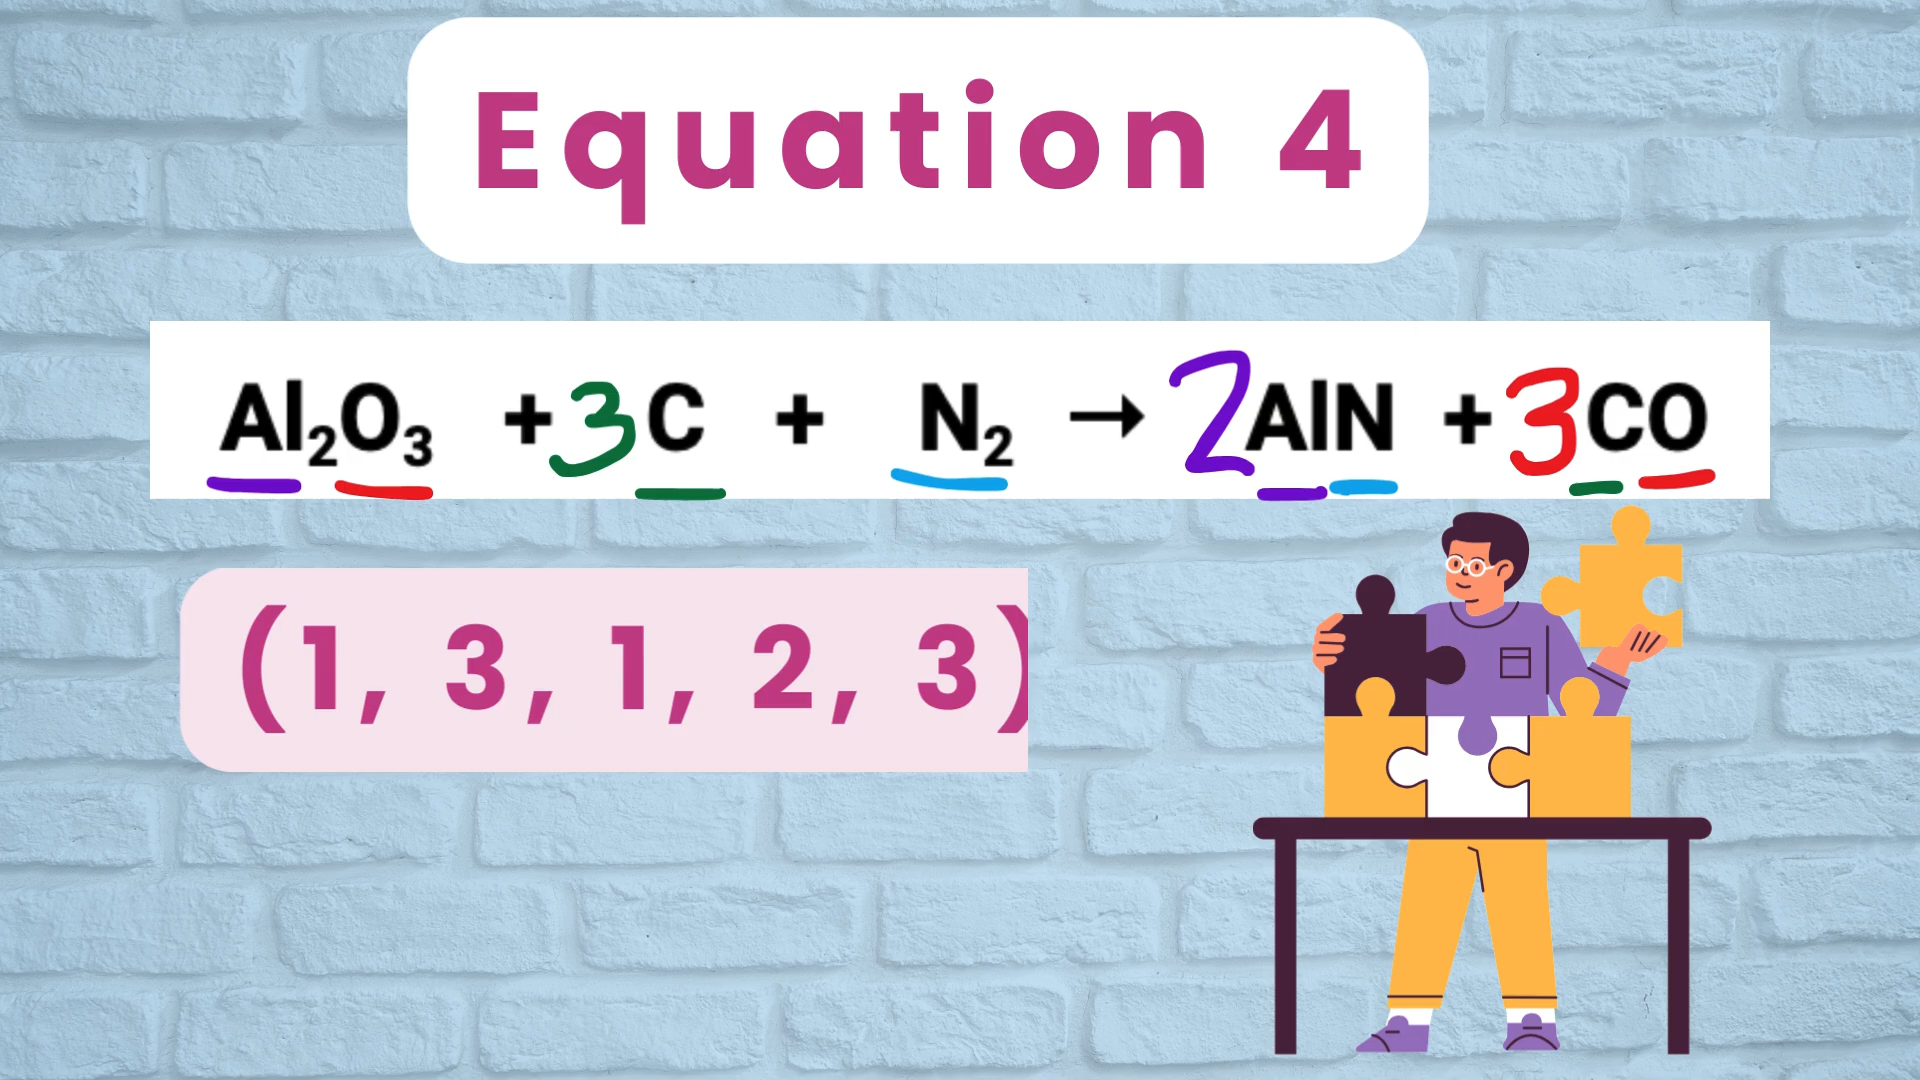 Equation 4
Al₂O₃ + 3C + N₂ → 2AlN + 3CO
(1, 3, 1, 2, 3)